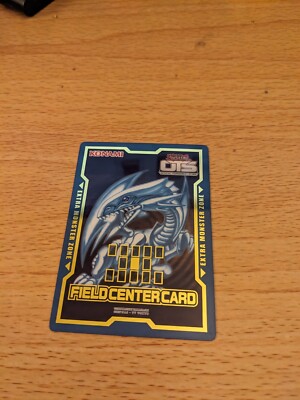 KONAMI
OTS
EXTRA MONSTER ZONE
EXTRA MONSTER ZONE
FIELD CENTER CARD